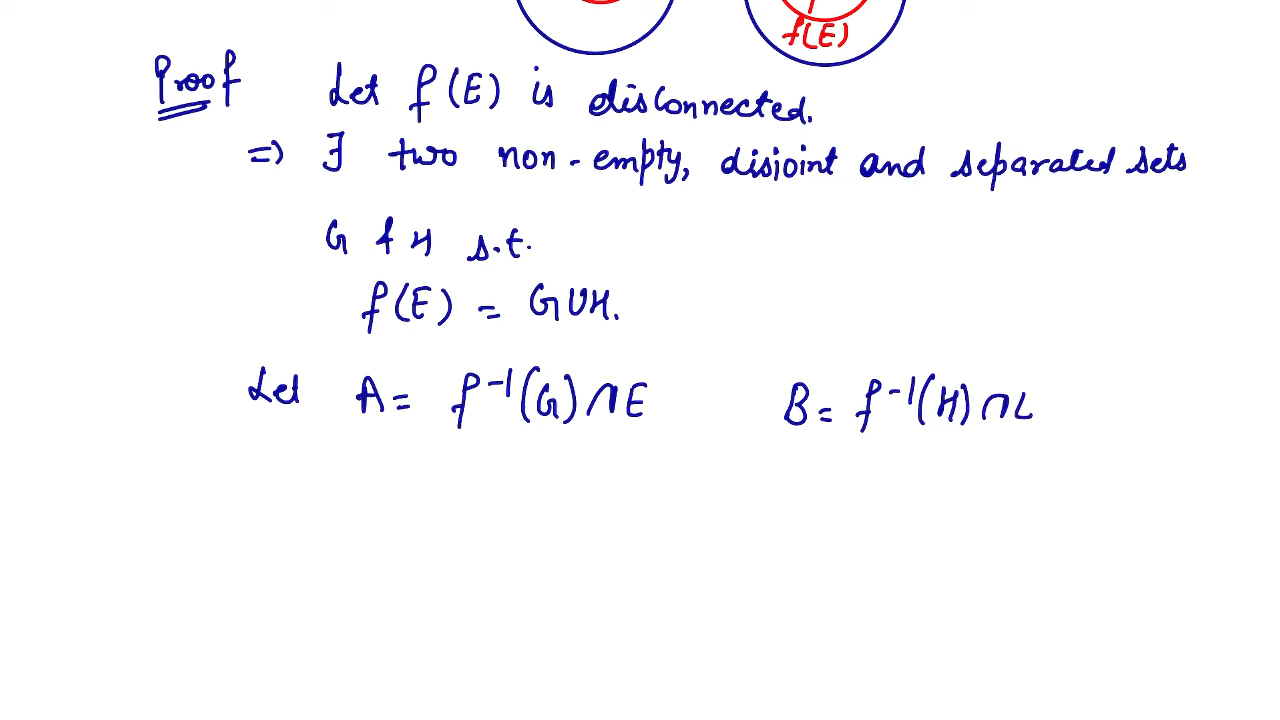 f(E)
Proof Let f(E) is disconnected.
=> ∃ two non-empty, disjoint and separated sets
G & H s.t.
f(E) = G ∪ H.
Let A = f⁻¹(G) ∩ E B = f⁻¹(H) ∩